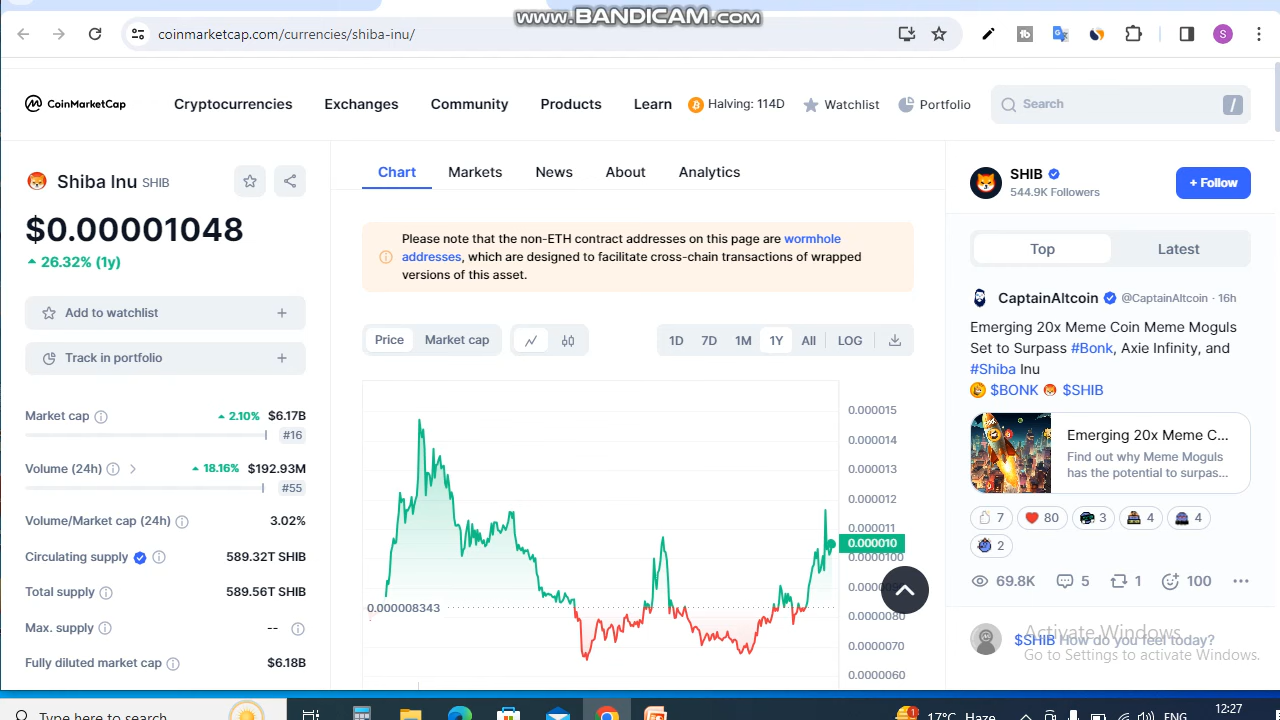 www.BANDICAM.com
coinmarketcap.com/currencies/shiba-inu/
S
CoinMarketCap
Cryptocurrencies
Exchanges
Community
Products
Learn
Halving: 114D
Watchlist
Portfolio
Search
/
Shiba Inu SHIB
$0.00001048
26.32% (1y)
Add to watchlist +
Track in portfolio +
Market cap 2.10% $6.17B
#16
Volume (24h) 18.16% $192.93M
#55
Volume/Market cap (24h) 3.02%
Circulating supply 589.32T SHIB
Total supply 589.56T SHIB
Max. supply --
Fully diluted market cap $6.18B
Chart Markets News About Analytics
Please note that the non-ETH contract addresses on this page are wormhole
addresses, which are designed to facilitate cross-chain transactions of wrapped
versions of this asset.
Price Market cap
1D 7D 1M 1Y All LOG
0.000015
0.000014
0.000013
0.000012
0.000011
0.000010
0.0000100
0.0000080
0.0000070
0.0000060
0.000008343
SHIB
544.9K Followers
+ Follow
Top Latest
CaptainAltcoin @CaptainAltcoin · 16h
Emerging 20x Meme Coin Meme Moguls
Set to Surpass #Bonk, Axie Infinity, and
#Shiba Inu
$BONK $SHIB
Emerging 20x Meme C...
Find out why Meme Moguls
has the potential to surpas...
7 80 3 4 4
2
69.8K 5 1 100
$SHIB How do you feel today?
Activate Windows
Go to Settings to activate Windows.
Type here to search
1
17°C Haze
ENG
12:27